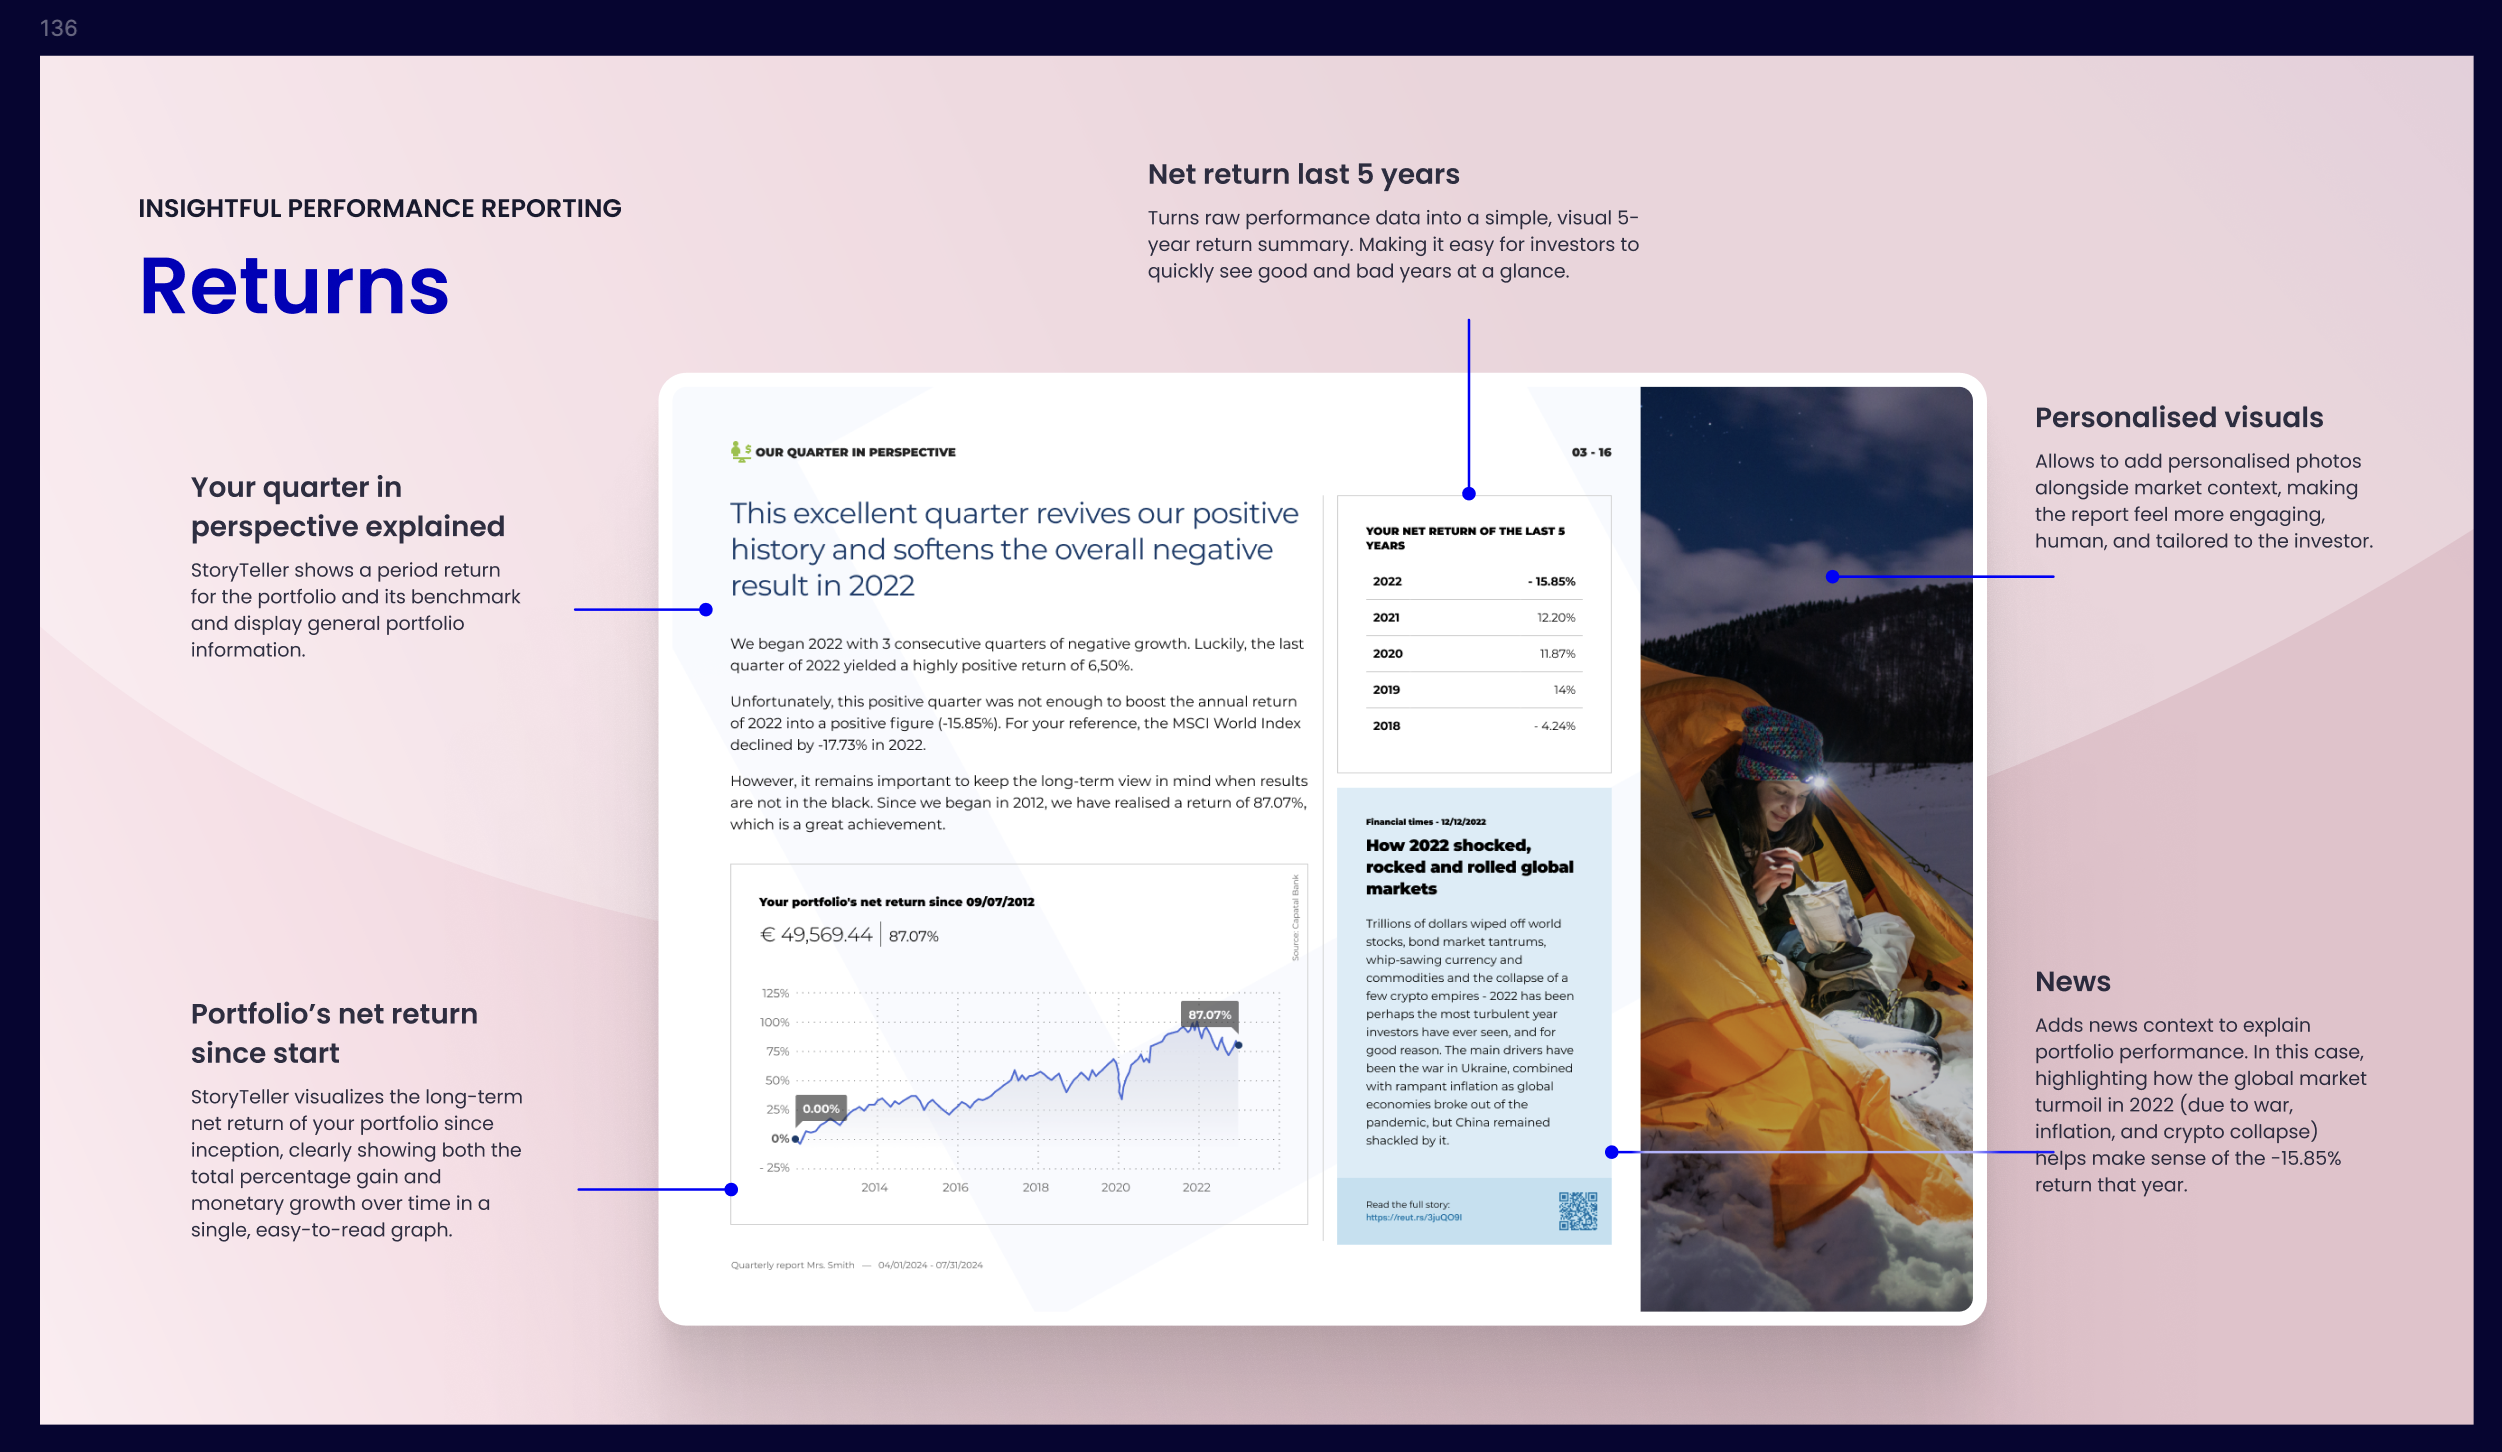 136
INSIGHTFUL PERFORMANCE REPORTING
Returns
Net return last 5 years
Turns raw performance data into a simple, visual 5-
year return summary. Making it easy for investors to
quickly see good and bad years at a glance.
Your quarter in
perspective explained
StoryTeller shows a period return
for the portfolio and its benchmark
and display general portfolio
information.
Portfolio’s net return
since start
StoryTeller visualizes the long-term
net return of your portfolio since
inception, clearly showing both the
total percentage gain and
monetary growth over time in a
single, easy-to-read graph.
OUR QUARTER IN PERSPECTIVE
03 - 16
This excellent quarter revives our positive
history and softens the overall negative
result in 2022
We began 2022 with 3 consecutive quarters of negative growth. Luckily, the last
quarter of 2022 yielded a highly positive return of 6,50%.
Unfortunately, this positive quarter was not enough to boost the annual return
of 2022 into a positive figure (-15.85%). For your reference, the MSCI World Index
declined by -17.73% in 2022.
However, it remains important to keep the long-term view in mind when results
are not in the black. Since we began in 2012, we have realised a return of 87.07%,
which is a great achievement.
Your portfolio's net return since 09/07/2012
€ 49,569.44 | 87.07%
Source: Capatal Bank
125%
100%
75%
50%
25%
0%
- 25%
0.00%
87.07%
2014 2016 2018 2020 2022
Quarterly report Mrs. Smith — 04/01/2024 - 07/31/2024
YOUR NET RETURN OF THE LAST 5
YEARS
2022 - 15.85%
2021 12.20%
2020 11.87%
2019 14%
2018 - 4.24%
Financial times - 12/12/2022
How 2022 shocked,
rocked and rolled global
markets
Trillions of dollars wiped off world
stocks, bond market tantrums,
whip-sawing currency and
commodities and the collapse of a
few crypto empires - 2022 has been
perhaps the most turbulent year
investors have ever seen, and for
good reason. The main drivers have
been the war in Ukraine, combined
with rampant inflation as global
economies broke out of the
pandemic, but China remained
shackled by it.
Read the full story:
https://reut.rs/3juQO9i
Personalised visuals
Allows to add personalised photos
alongside market context, making
the report feel more engaging,
human, and tailored to the investor.
News
Adds news context to explain
portfolio performance. In this case,
highlighting how the global market
turmoil in 2022 (due to war,
inflation, and crypto collapse)
helps make sense of the -15.85%
return that year.